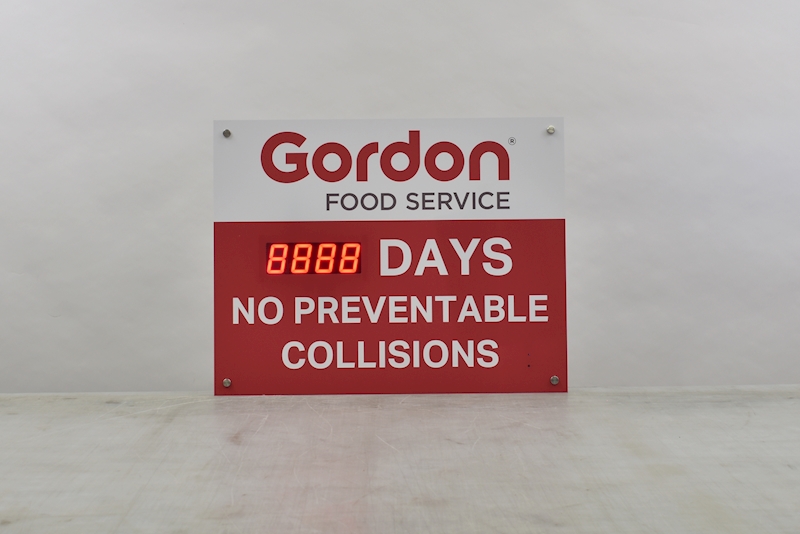 Gordon®
FOOD SERVICE
8888 DAYS
NO PREVENTABLE
COLLISIONS